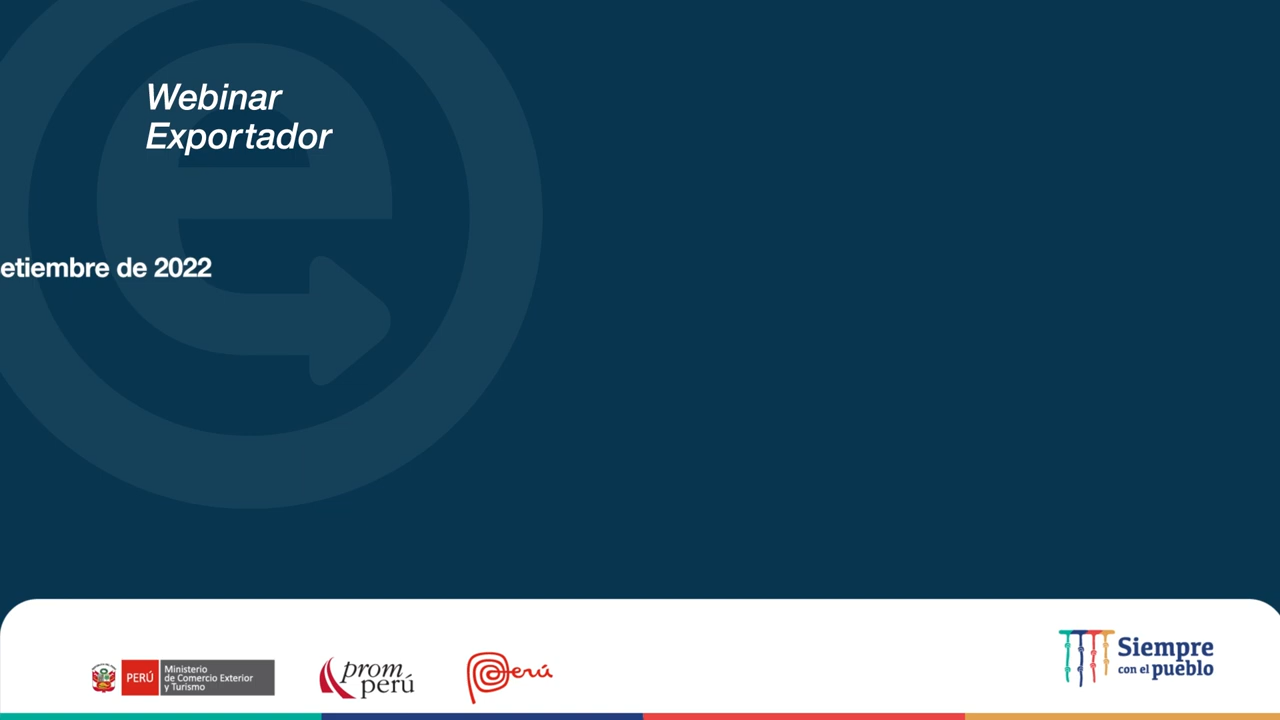 Webinar
Exportador
etiembre de 2022
PERÚ
Ministerio
de Comercio Exterior
y Turismo
prom
perú
Perú
Siempre
con el pueblo